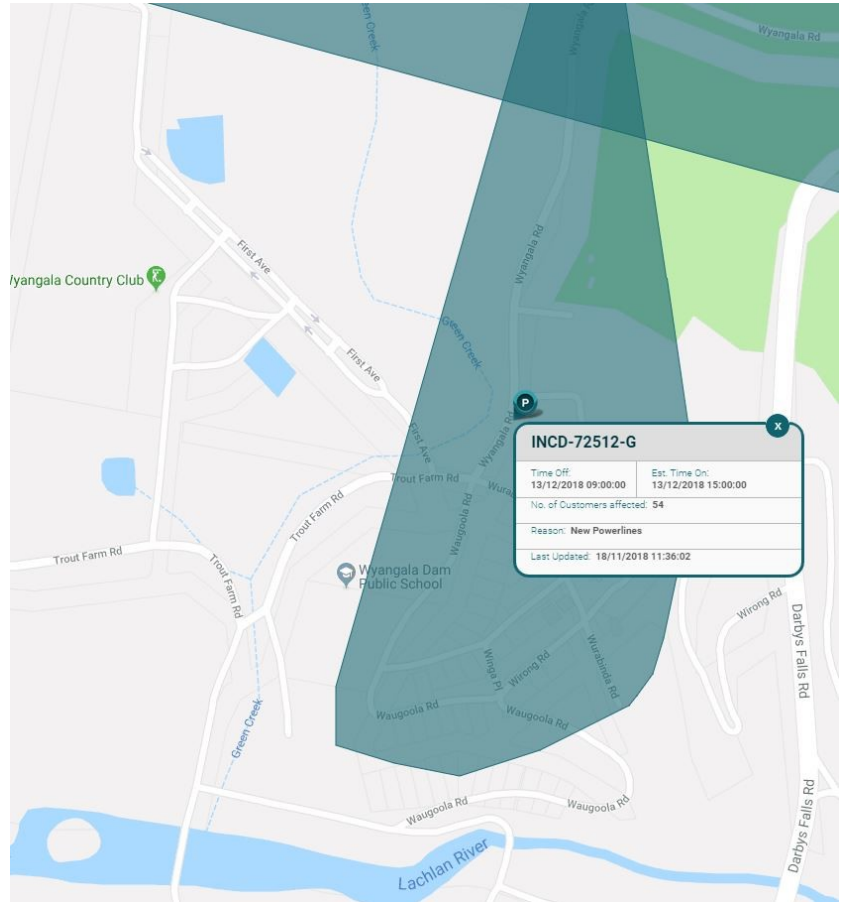 Green Creek
Wyangala Rd
Wyangala Rd
First Ave
Wyangala Rd
Wyangala Country Club
Green Creek
First Ave
P
x
Wyangala Rd
INCD-72512-G
First Ave
Time Off:
13/12/2018 09:00:00
Est. Time On:
13/12/2018 15:00:00
Trout Farm Rd
No. of Customers affected: 54
Trout Farm Rd
Waugoola Rd
Reason: New Powerlines
Trout Farm Rd
Last Updated: 18/11/2018 11:36:02
Wyangala Dam
Public School
Trout Farm Rd
Wirong Rd
Darbys Falls Rd
Winga Pl
Wirong Rd
Wurabinda Rd
Waugoola Rd
Waugoola Rd
Green Creek
Waugoola Rd
Waugoola Rd
Darbys Falls Rd
Lachlan River